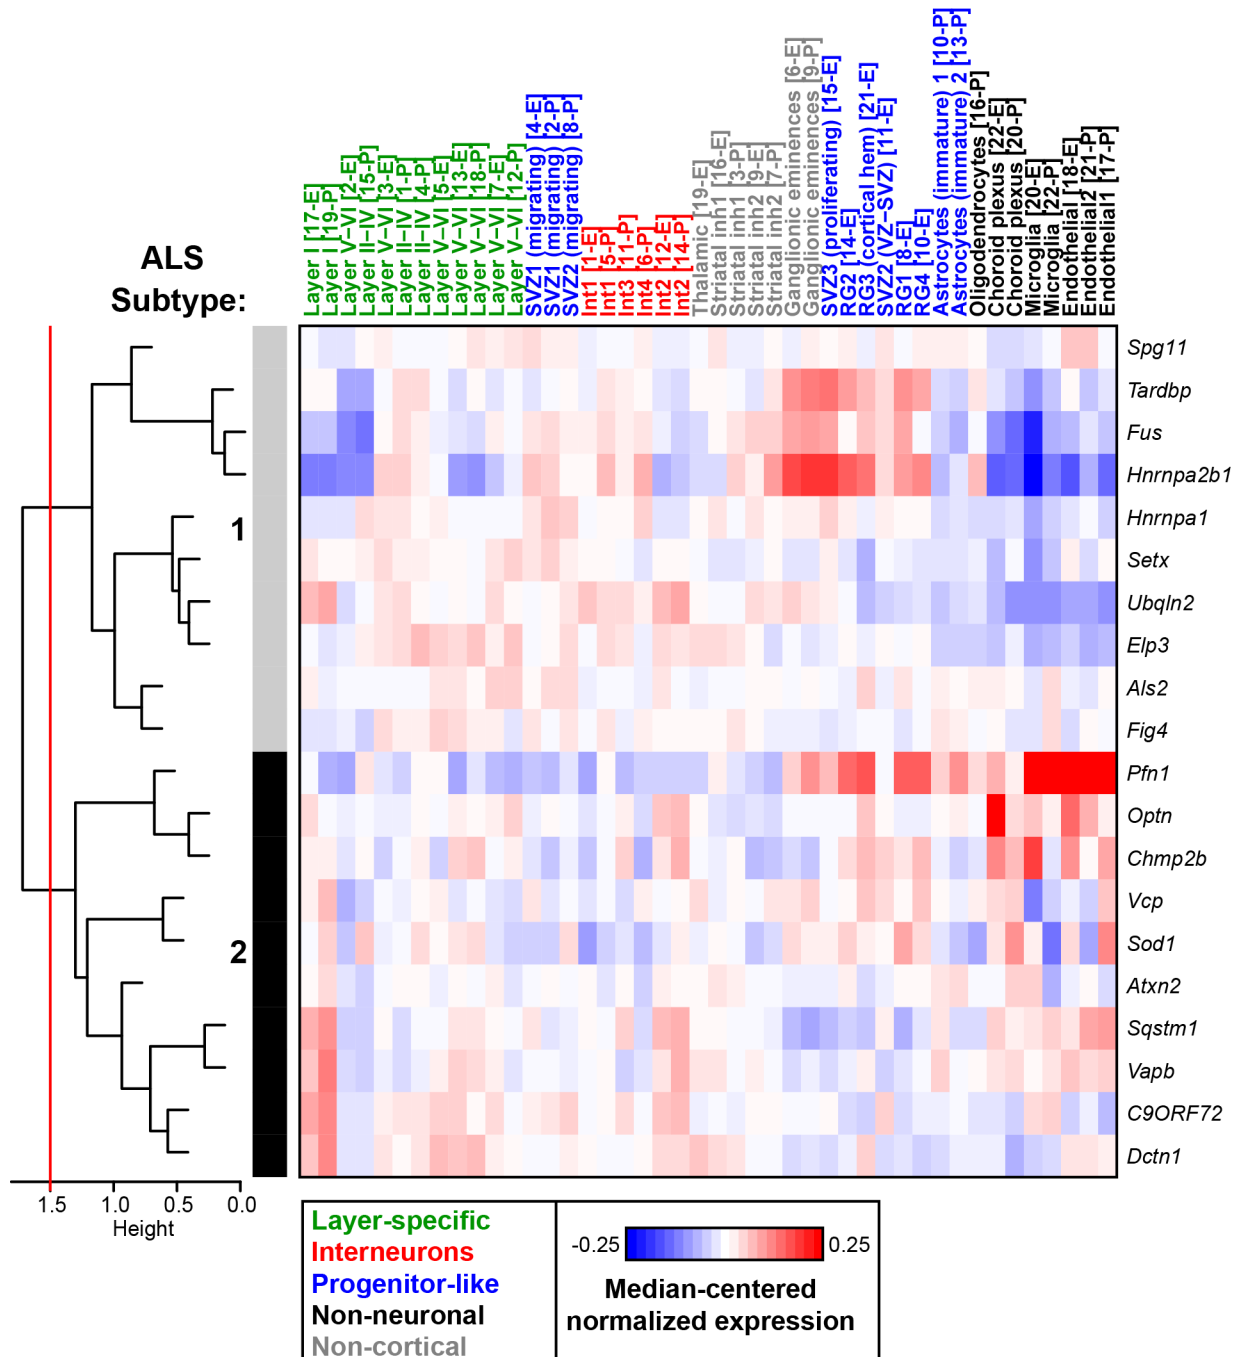 ALS
Subtype:
Layer I [17-E]
Layer I [19-P]
Layer V−VI [2-E]
Layer II−IV [15-P]
Layer V−VI [3-E]
Layer II−IV [1-P]
Layer II−IV [4-P]
Layer V−VI [5-E]
Layer V−VI [13-E]
Layer V−VI [18-P]
Layer V−VI [7-E]
Layer V−VI [12-P]
SVZ1 (migrating) [4-E]
SVZ1 (migrating) [2-P]
SVZ2 (migrating) [8-P]
Int1 [1-E]
Int1 [5-P]
Int3 [11-P]
Int4 [6-P]
Int2 [12-E]
Int2 [14-P]
Thalamic [19-E]
Striatal inh1 [16-E]
Striatal inh1 [3-P]
Striatal inh2 [9-E]
Striatal inh2 [7-P]
Ganglionic eminences [6-E]
Ganglionic eminences [9-P]
SVZ3 (proliferating) [15-E]
RG2 [14-E]
RG3 (cortical hem) [21-E]
SVZ2 (VZ−SVZ) [11-E]
RG1 [8-E]
RG4 [10-E]
Astrocytes (immature) 1 [10-P]
Astrocytes (immature) 2 [13-P]
Oligodendrocytes [16-P]
Choroid plexus [22-E]
Choroid plexus [20-P]
Microglia [20-E]
Microglia [22-P]
Endothelial [18-E]
Endothelial2 [21-P]
Endothelial1 [17-P]
1
2
Spg11
Tardbp
Fus
Hnrnpa2b1
Hnrnpa1
Setx
Ubqln2
Elp3
Als2
Fig4
Pfn1
Optn
Chmp2b
Vcp
Sod1
Atxn2
Sqstm1
Vapb
C9ORF72
Dctn1
1.5 1.0 0.5 0.0
Height
Layer-specific
Interneurons
Progenitor-like
Non-neuronal
Non-cortical
-0.25 0.25
Median-centered
normalized expression